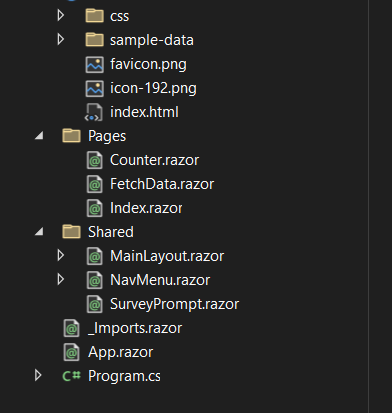 css
sample-data
favicon.png
icon-192.png
index.html
Pages
Counter.razor
FetchData.razor
Index.razor
Shared
MainLayout.razor
NavMenu.razor
SurveyPrompt.razor
_Imports.razor
App.razor
C# Program.cs